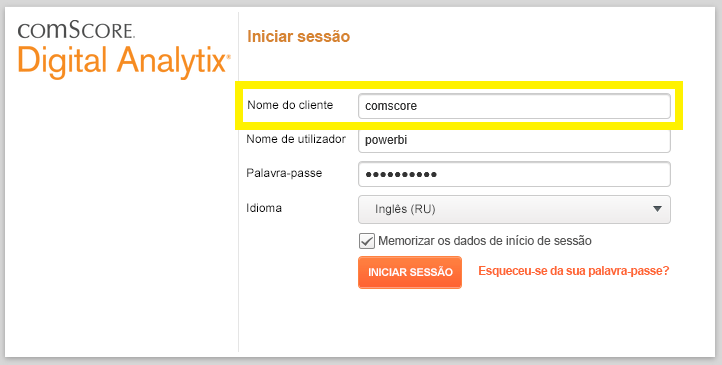 comSCORE.
Digital Analytix®
Iniciar sessão
Nome do cliente comscore
Nome de utilizador powerbi
Palavra-passe ••••••••••
Idioma Inglês (RU)
Memorizar os dados de início de sessão
INICIAR SESSÃO Esqueceu-se da sua palavra-passe?